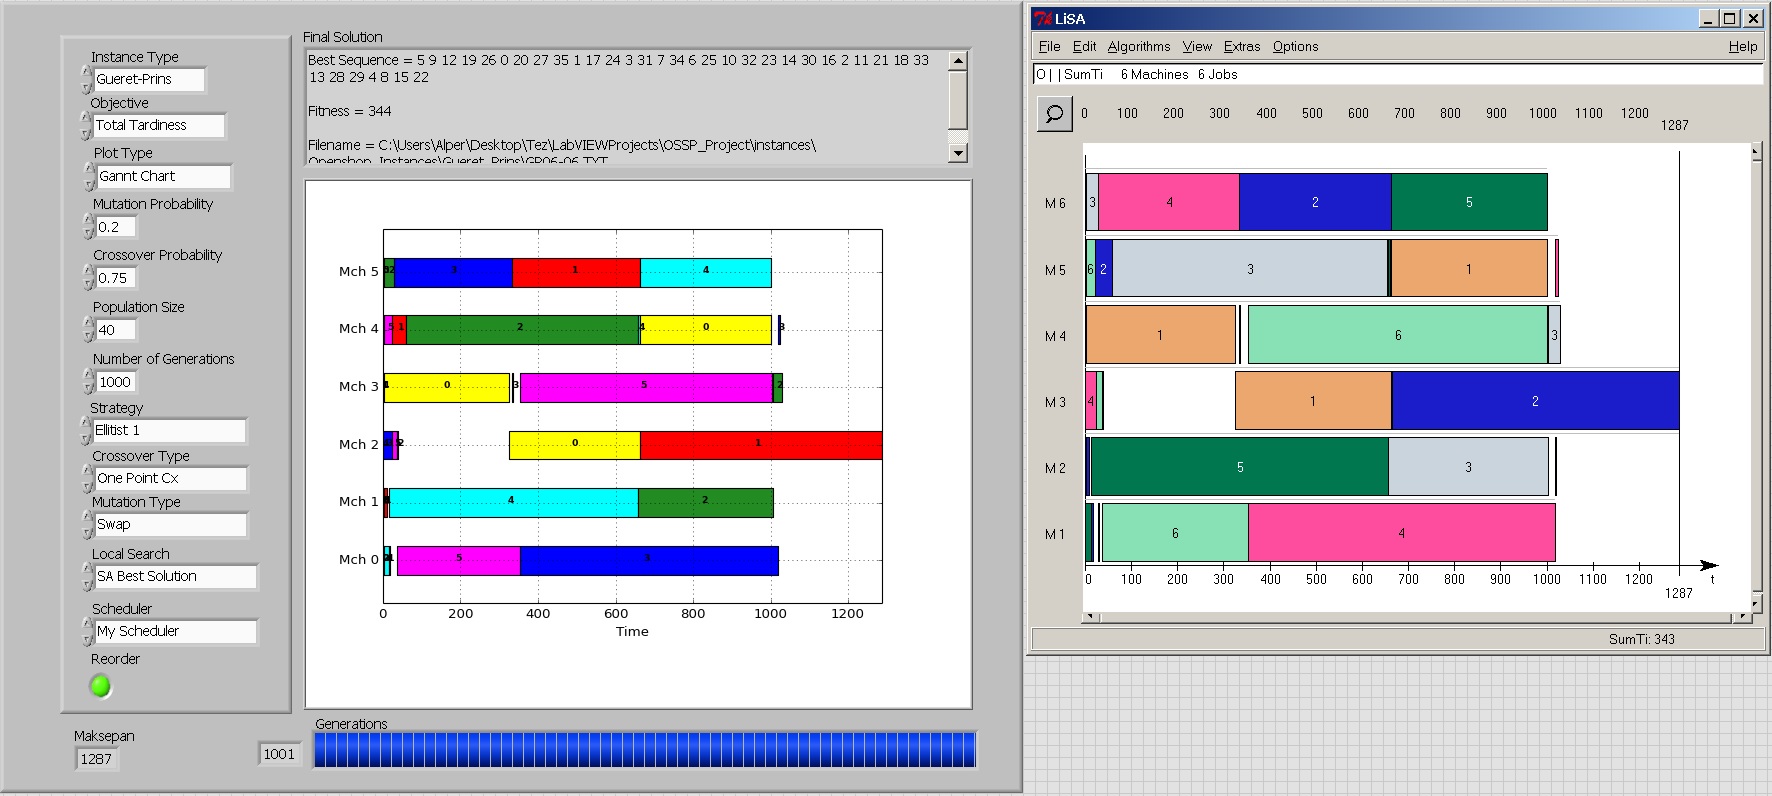 Instance Type
Gueret-Prins
Objective
Total Tardiness
Plot Type
Gannt Chart
Mutation Probability
0.2
Crossover Probability
0.75
Population Size
40
Number of Generations
1000
Strategy
Ellitist 1
Crossover Type
One Point Cx
Mutation Type
Swap
Local Search
SA Best Solution
Scheduler
My Scheduler
Reorder
Maksepan
1287
1001
Generations
Final Solution
Best Sequence = 5 9 12 19 26 0 20 27 35 1 17 24 3 31 7 34 6 25 10 32 23 14 30 16 2 11 21 18 33
13 28 29 4 8 15 22
Fitness = 344
Filename = C:\Users\Alper\Desktop\Tez\LabVIEWProjects\OSSP_Project\instances\
Openshop_Instances\Gueret_Prins\GP06-06.TXT
Mch 5 3 1 4
Mch 4 5 1 2 4 0 3
Mch 3 0 3 5 2
Mch 2 0 1
Mch 1 4 2
Mch 0 5 3
0 200 400 600 800 1000 1200
Time
LiSA
File Edit Algorithms View Extras Options Help
O | | SumTi 6 Machines 6 Jobs
0 100 200 300 400 500 600 700 800 900 1000 1100 1200
1287
M 6 3 4 2 5
M 5 6 2 3 1
M 4 1 6 3
M 3 4 1 2
M 2 5 3
M 1 6 4
0 100 200 300 400 500 600 700 800 900 1000 1100 1200 t
1287
SumTi: 343